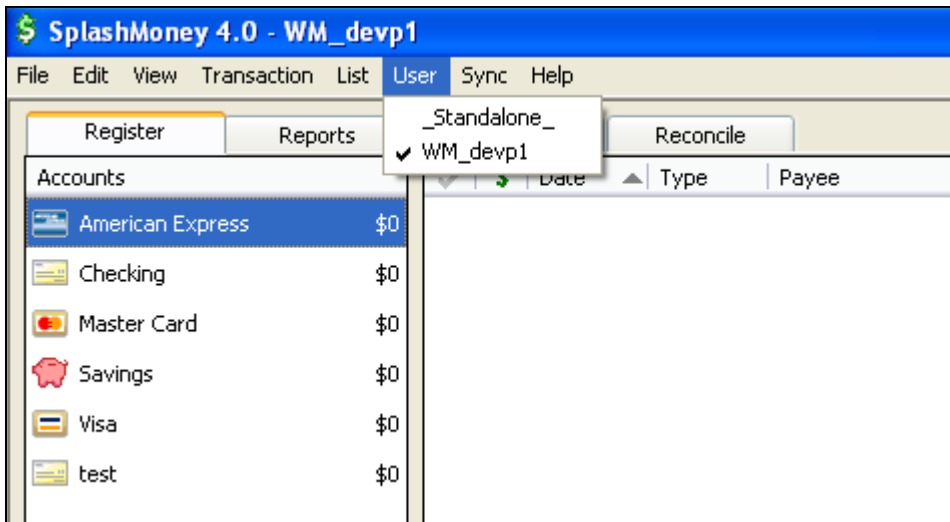 $ SplashMoney 4.0 - WM_devp1
File Edit View Transaction List User Sync Help
_Standalone_
✔ WM_devp1
Register Reports Reconcile
Accounts
$ Date Type Payee
American Express $0
Checking $0
Master Card $0
Savings $0
Visa $0
test $0